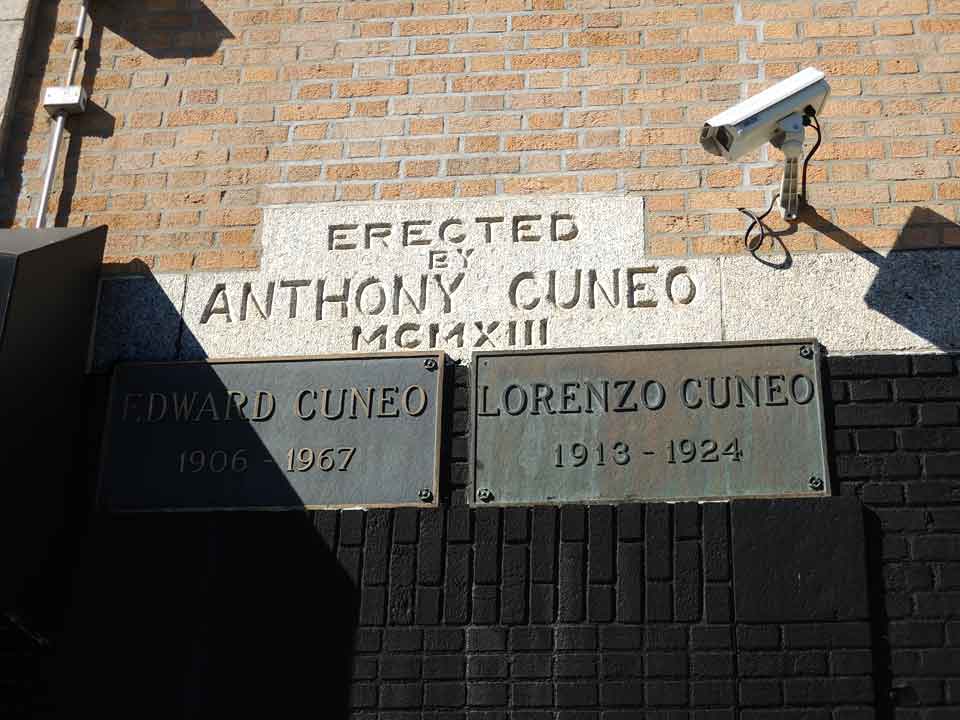 ERECTED
BY
ANTHONY CUNEO
MCMXIII
EDWARD CUNEO
1906 - 1967
LORENZO CUNEO
1913 - 1924